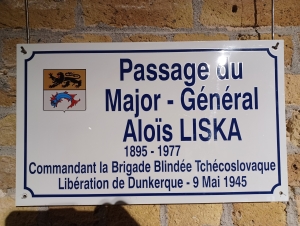 Passage du
Major - Général
Aloïs LISKA
1895 - 1977
Commandant la Brigade Blindée Tchécoslovaque
Libération de Dunkerque - 9 Mai 1945